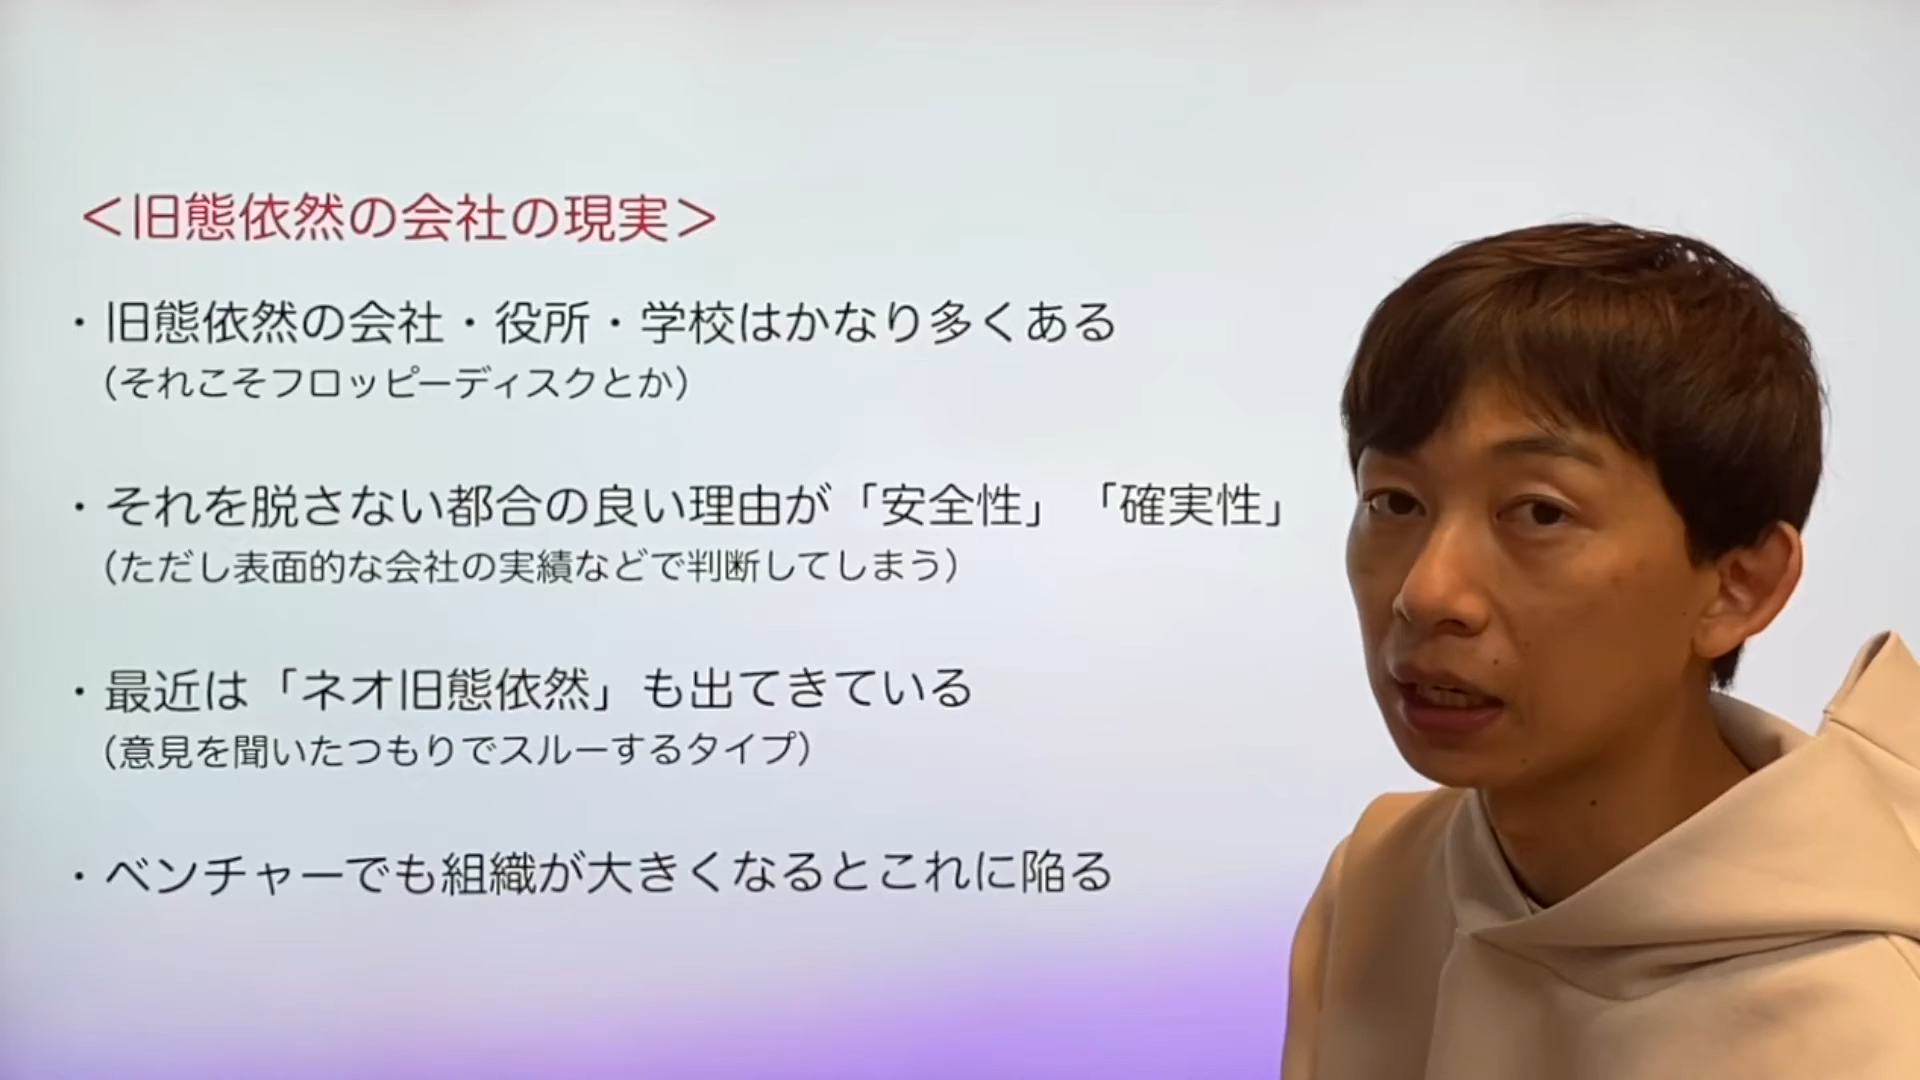 ＜旧態依然の会社の現実＞
・旧態依然の会社・役所・学校はかなり多くある
（それこそフロッピーディスクとか）
・それを脱さない都合の良い理由が「安全性」「確実性」
（ただし表面的な会社の実績などで判断してしまう）
・最近は「ネオ旧態依然」も出てきている
（意見を聞いたつもりでスルーするタイプ）
・ベンチャーでも組織が大きくなるとこれに陥る